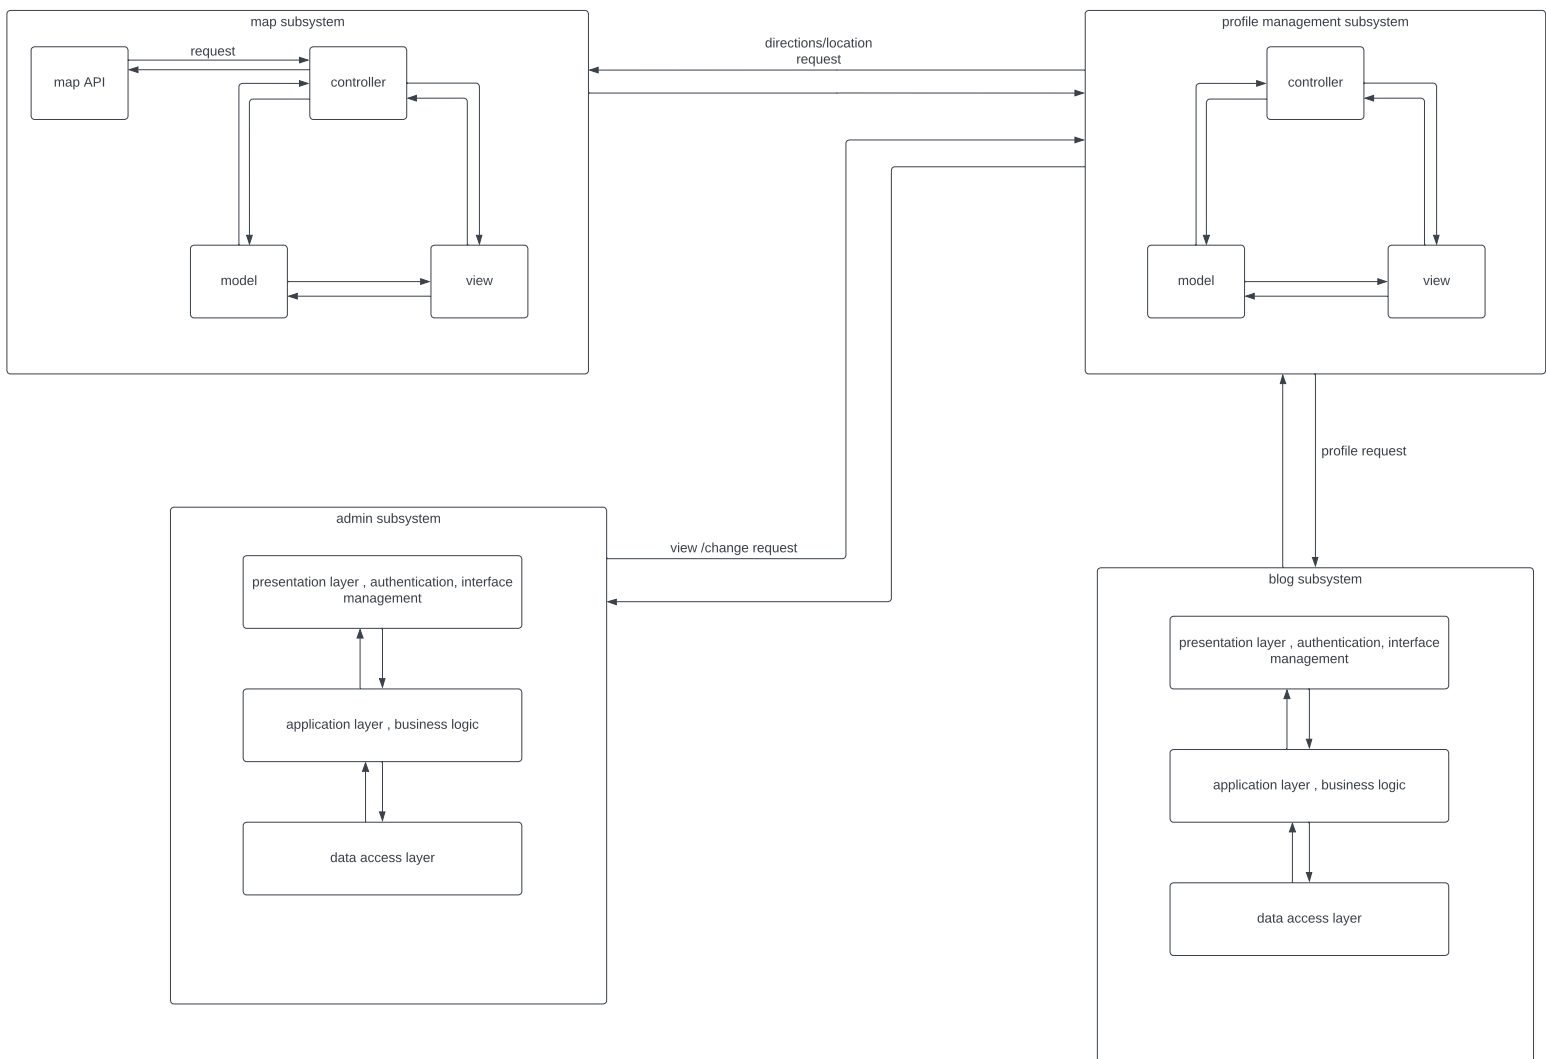 map subsystem
profile management subsystem
directions/location
request
request
map API
controller
controller
model
view
model
view
profile request
admin subsystem
view /change request
presentation layer , authentication, interface
management
blog subsystem
presentation layer , authentication, interface
management
application layer , business logic
application layer , business logic
data access layer
data access layer